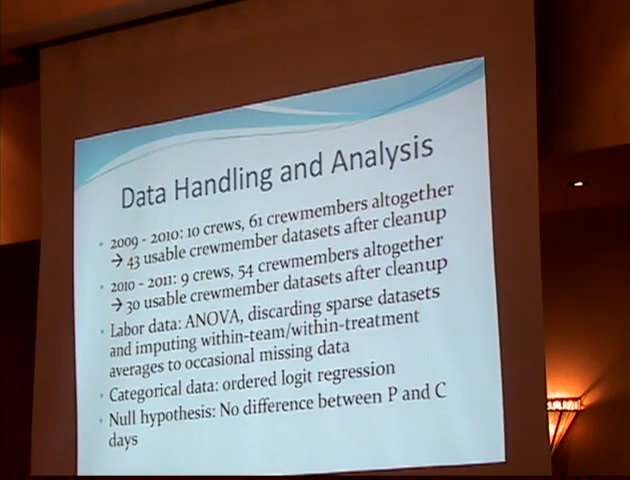 Data Handling and Analysis
2009 - 2010: 10 crews, 61 crewmembers altogether
→ 43 usable crewmember datasets after cleanup
2010 - 2011: 9 crews, 54 crewmembers altogether
→ 30 usable crewmember datasets after cleanup
Labor data: ANOVA, discarding sparse datasets
and imputing within-team/within-treatment
averages to occasional missing data
Categorical data: ordered logit regression
Null hypothesis: No difference between P and C
days